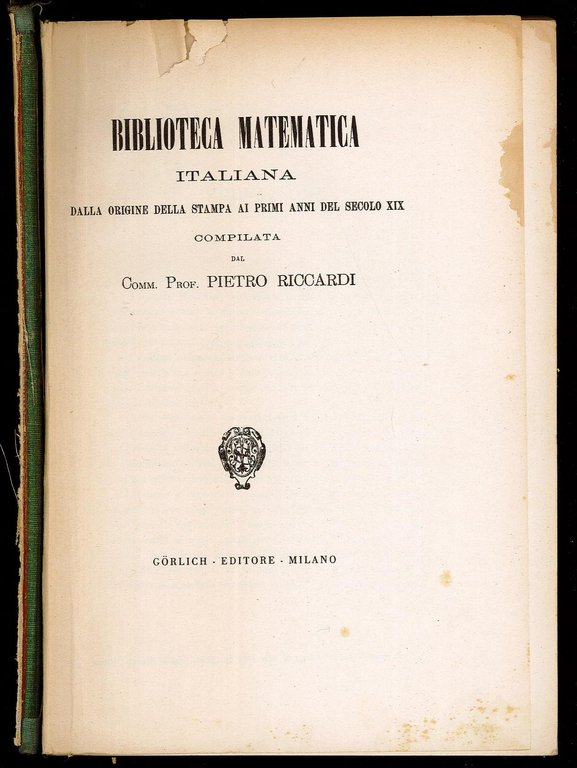 BIBLIOTECA MATEMATICA
ITALIANA
DALLA ORIGINE DELLA STAMPA AI PRIMI ANNI DEL SECOLO XIX
COMPILATA
DAL
COMM. PROF. PIETRO RICCARDI
GÖRLICH - EDITORE - MILANO